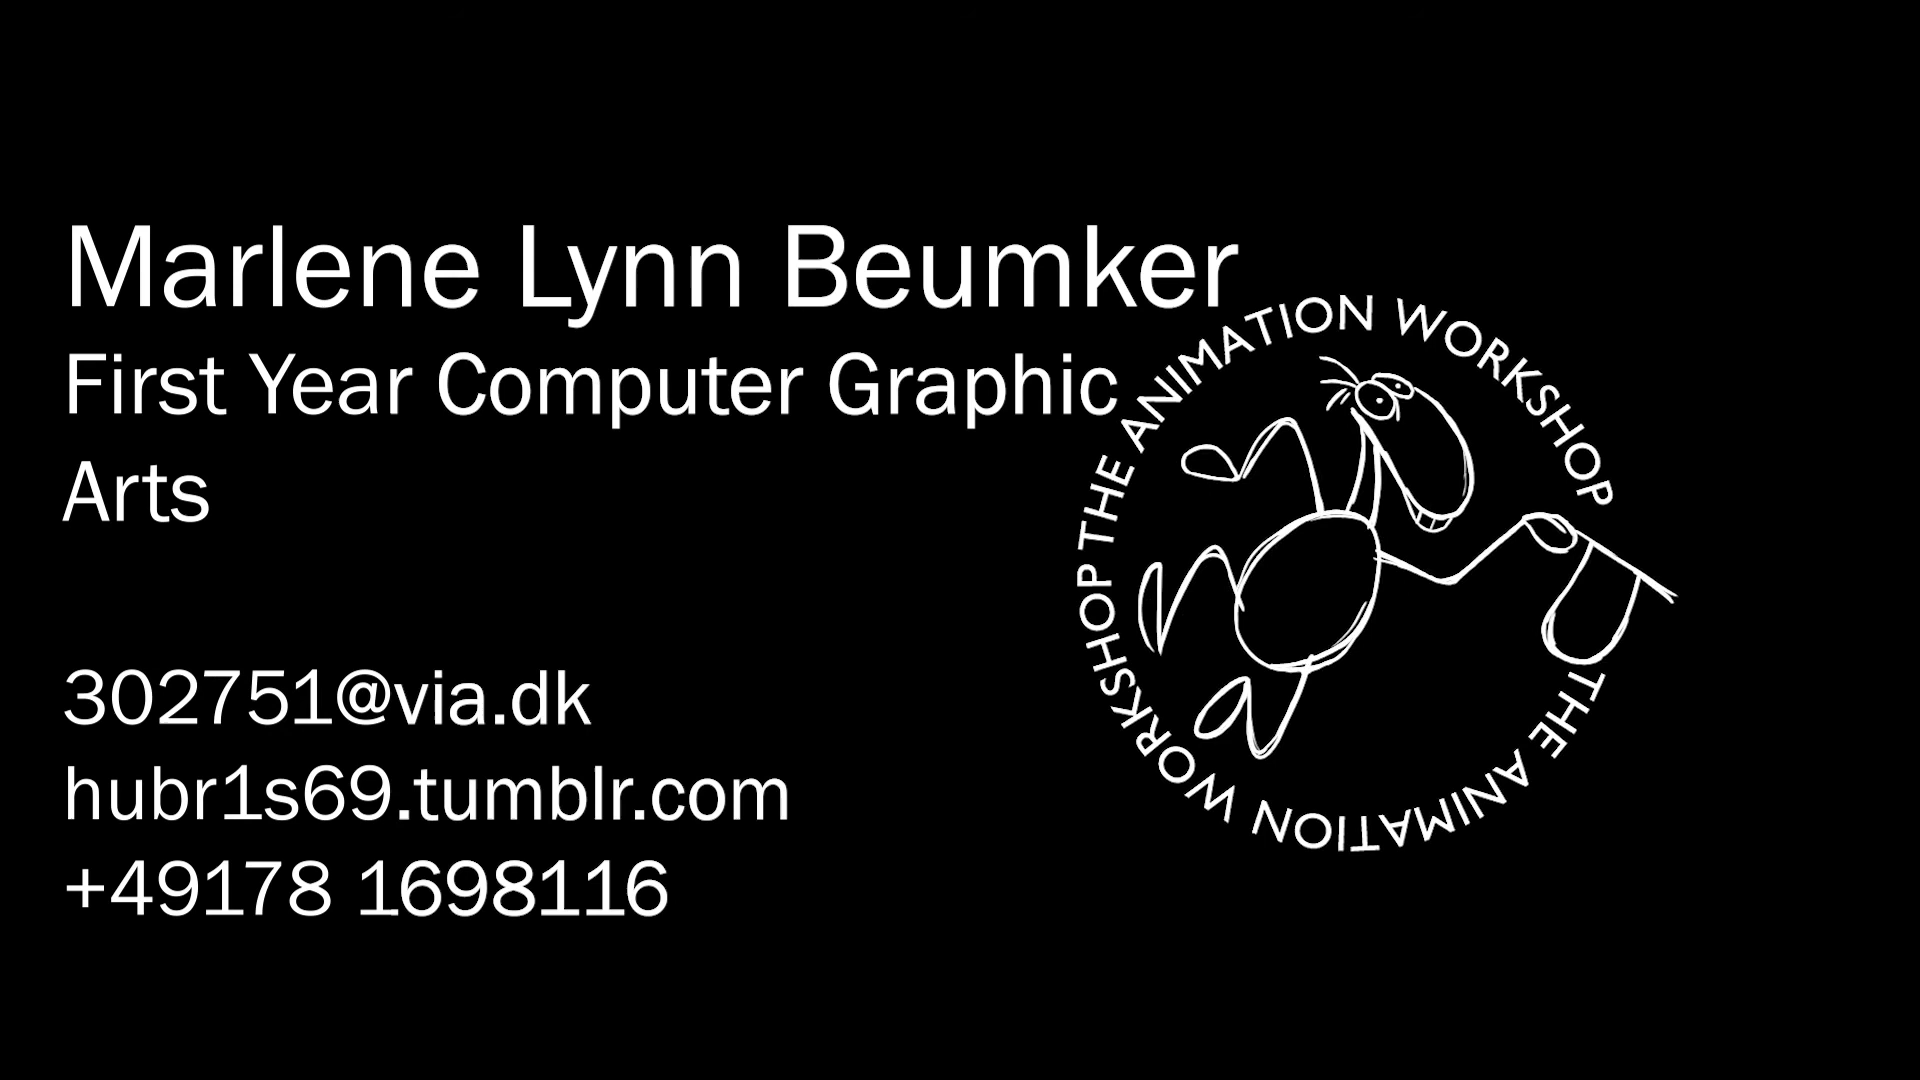 Marlene Lynn Beumker
First Year Computer Graphic
Arts
302751@via.dk
hubr1s69.tumblr.com
+49178 1698116
THE ANIMATION WORKSHOP
THE ANIMATION WORKSHOP